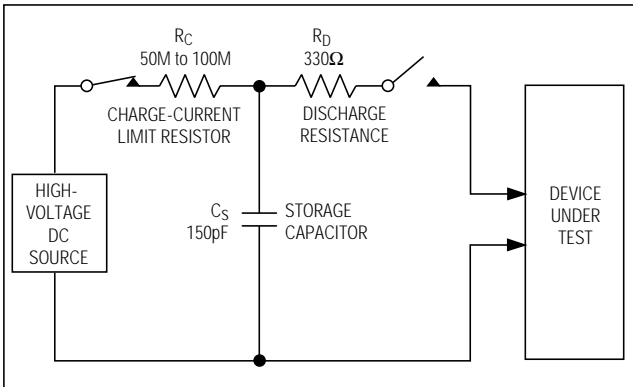 R_C
50M to 100M
CHARGE-CURRENT
LIMIT RESISTOR
R_D
330Ω
DISCHARGE
RESISTANCE
HIGH-
VOLTAGE
DC
SOURCE
C_S
150pF
STORAGE
CAPACITOR
DEVICE
UNDER
TEST